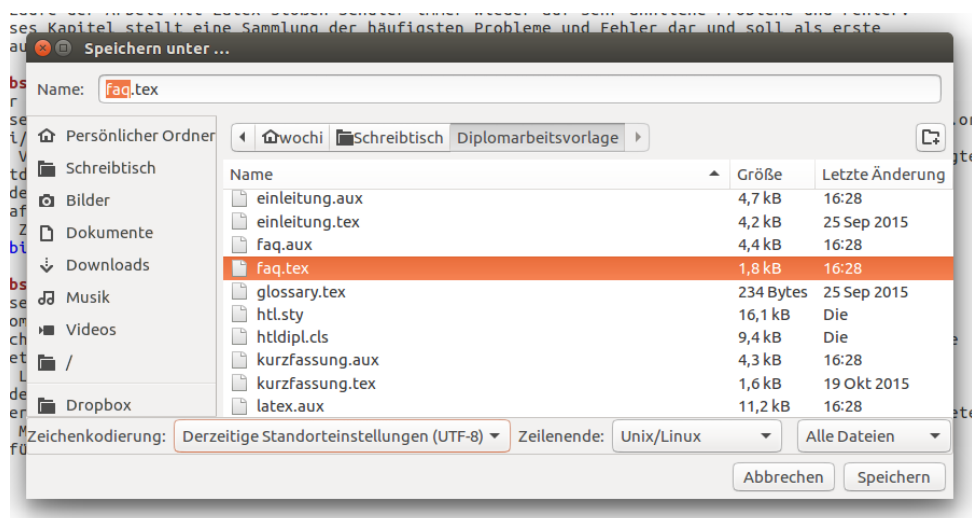 ses Kapitel stellt eine Sammlung der häufigsten Probleme und Fehler dar und soll als erste
Speichern unter ...
Name: faq.tex
Persönlicher Ordner
Schreibtisch
Bilder
Dokumente
Downloads
Musik
Videos
/
Dropbox
wochi Schreibtisch Diplomarbeitsvorlage
Name Größe Letzte Änderung
einleitung.aux 4,7 kB 16:28
einleitung.tex 4,2 kB 25 Sep 2015
faq.aux 4,4 kB 16:28
faq.tex 1,8 kB 16:28
glossary.tex 234 Bytes 25 Sep 2015
htl.sty 16,1 kB Die
htldipl.cls 9,4 kB Die
kurzfassung.aux 4,3 kB 16:28
kurzfassung.tex 1,6 kB 19 Okt 2015
latex.aux 11,2 kB 16:28
Zeichenkodierung: Derzeitige Standorteinstellungen (UTF-8) Zeilenende: Unix/Linux Alle Dateien
Abbrechen Speichern